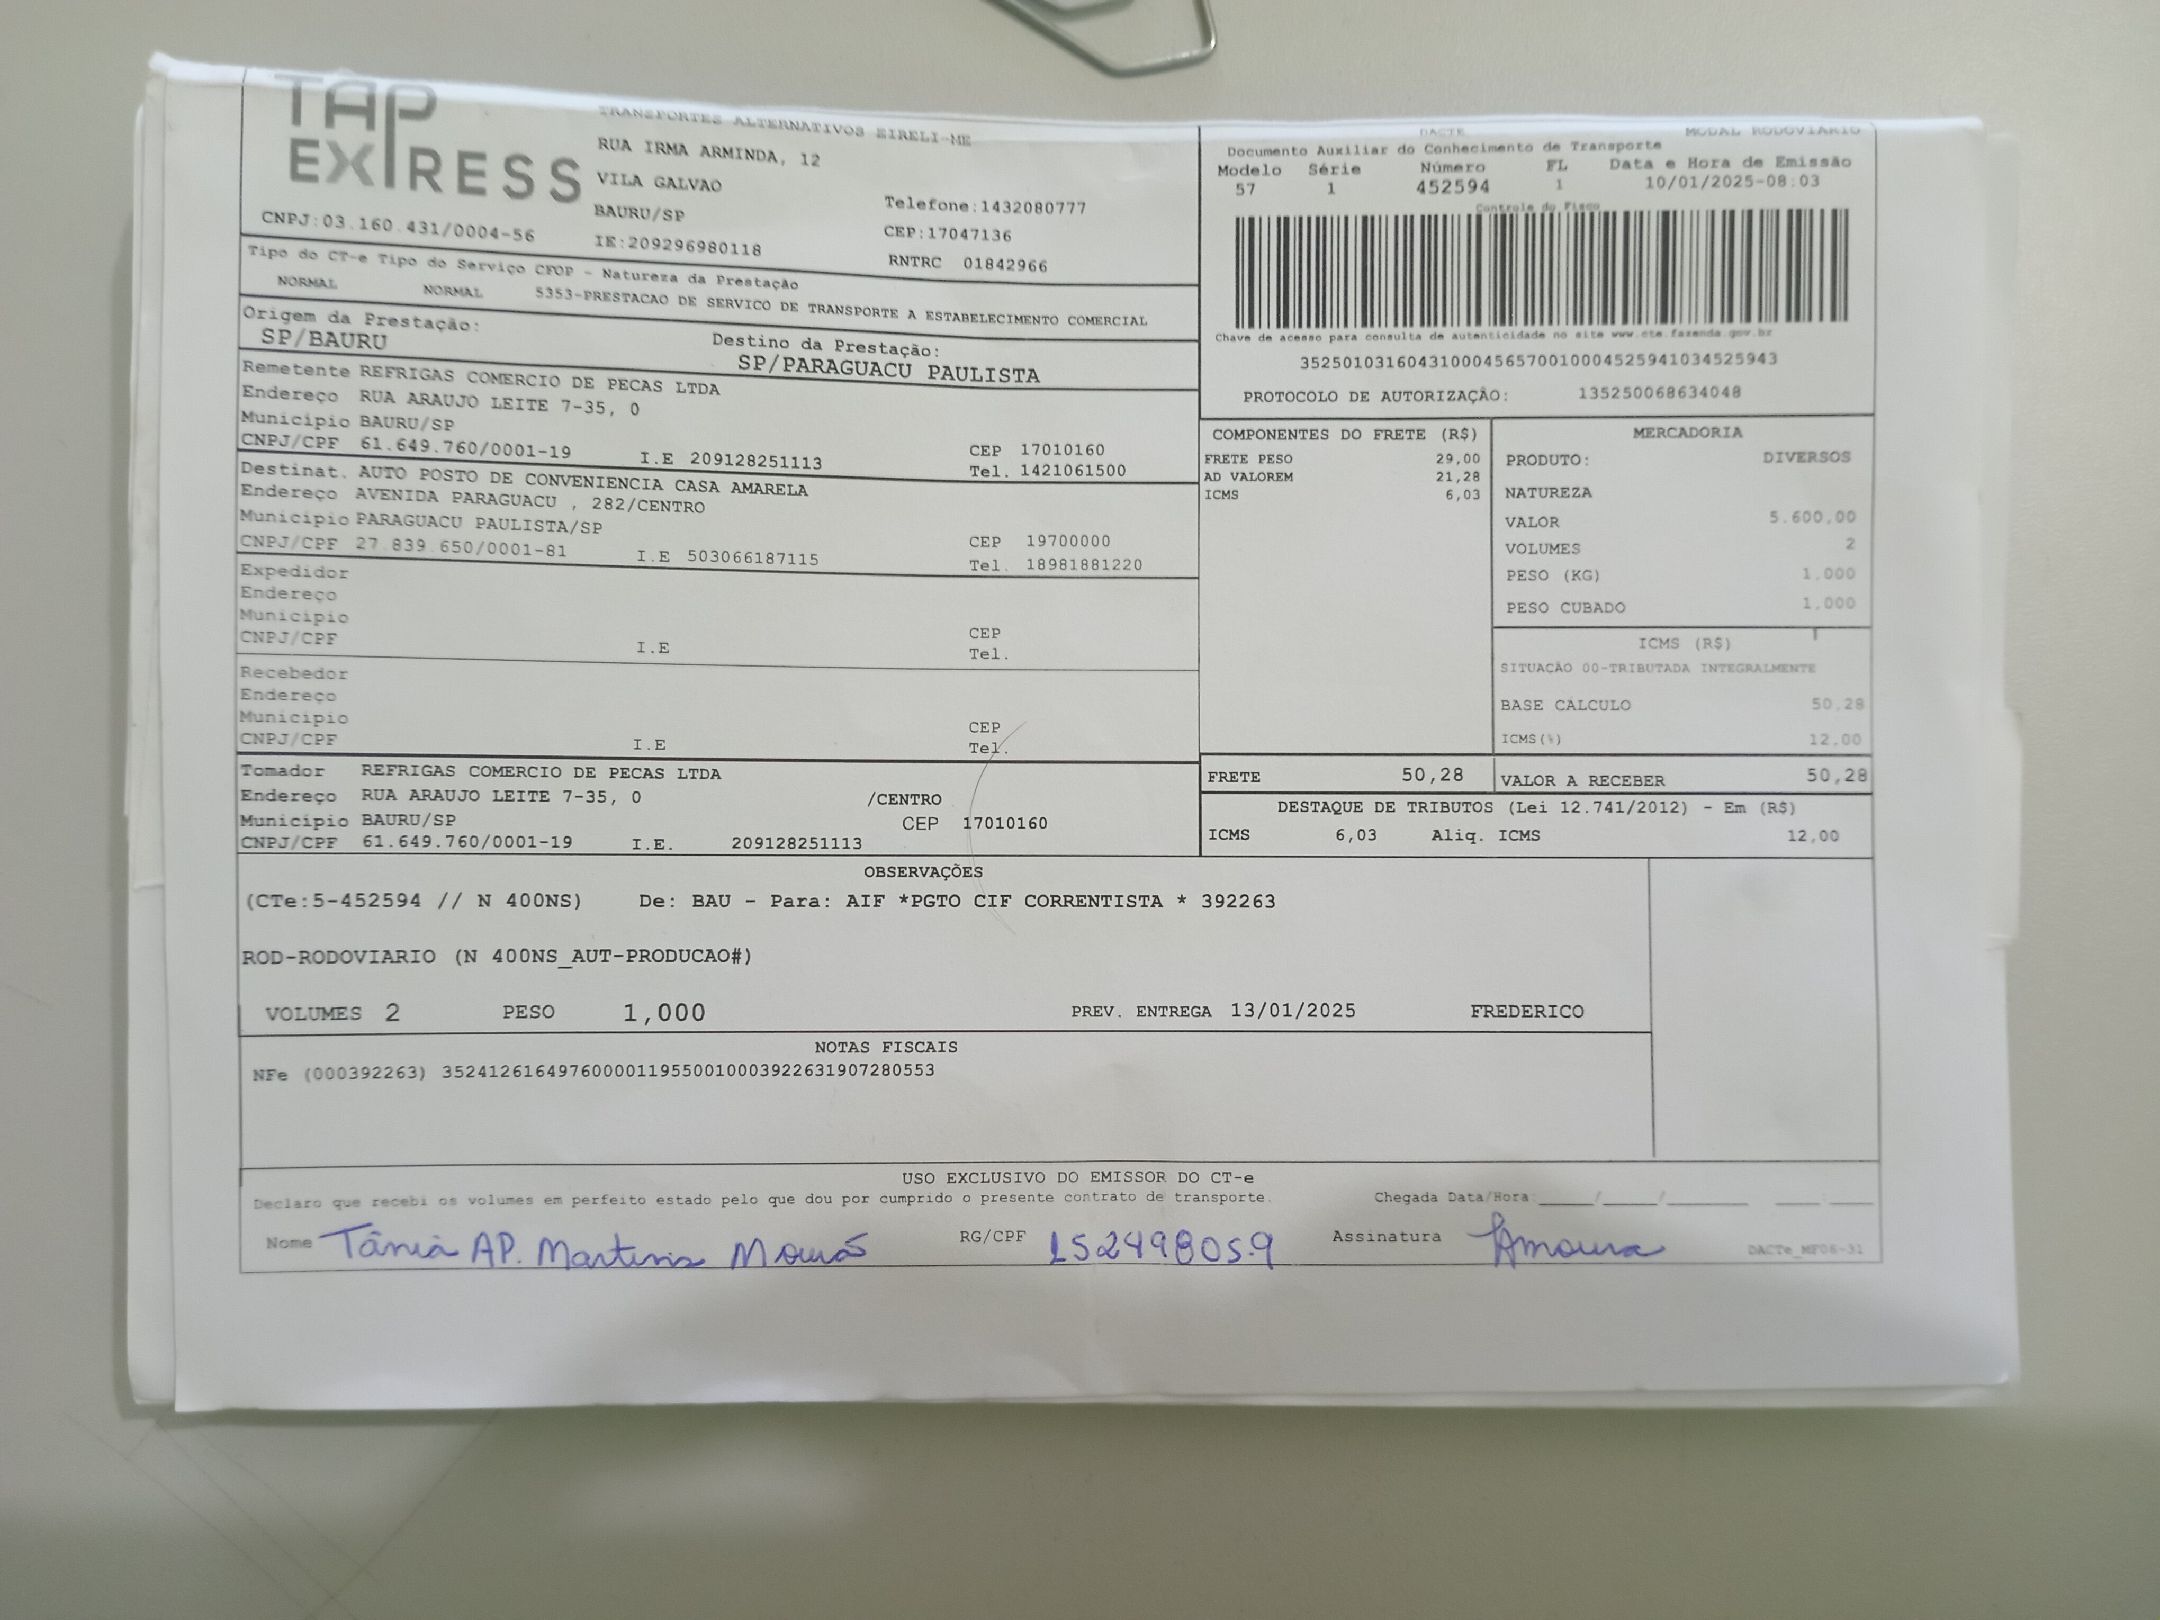 TAP
EXPRESS
TRANSPORTES ALTERNATIVOS EIRELI-ME
RUA IRMA ARMINDA, 12
VILA GALVAO
BAURU/SP
Telefone:1432080777
CNPJ:03.160.431/0004-56
IE:209296980118
CEP:17047136
RNTRC 01842966
Tipo do CT-e Tipo do Serviço CFOP - Natureza da Prestação
NORMAL NORMAL 5353-PRESTACAO DE SERVICO DE TRANSPORTE A ESTABELECIMENTO COMERCIAL
Origem da Prestação:
SP/BAURU
Destino da Prestação:
SP/PARAGUACU PAULISTA
Remetente REFRIGAS COMERCIO DE PECAS LTDA
Endereço RUA ARAUJO LEITE 7-35, 0
Município BAURU/SP
CEP 17010160
CNPJ/CPF 61.649.760/0001-19 I.E 209128251113 Tel. 1421061500
Destinat. AUTO POSTO DE CONVENIENCIA CASA AMARELA
Endereço AVENIDA PARAGUACU , 282/CENTRO
Município PARAGUACU PAULISTA/SP
CEP 19700000
CNPJ/CPF 27.839.650/0001-81 I.E 503066187115 Tel. 18981881220
Expedidor
Endereço
Município
CEP
CNPJ/CPF I.E Tel.
Recebedor
Endereço
Município
CEP
CNPJ/CPF I.E Tel.
Tomador REFRIGAS COMERCIO DE PECAS LTDA
Endereço RUA ARAUJO LEITE 7-35, 0 /CENTRO
Município BAURU/SP CEP 17010160
CNPJ/CPF 61.649.760/0001-19 I.E. 209128251113
DACTE MODAL RODOVIARIO
Documento Auxiliar do Conhecimento de Transporte
Modelo Série Número FL Data e Hora de Emissão
57 1 452594 1 10/01/2025-08:03
Controle do Fisco
Chave de acesso para consulta de autenticidade no site www.cte.fazenda.gov.br
35250103160431000456570010004525941034525943
PROTOCOLO DE AUTORIZAÇÃO: 135250068634048
COMPONENTES DO FRETE (R$)
FRETE PESO 29,00
AD VALOREM 21,28
ICMS 6,03
MERCADORIA
PRODUTO: DIVERSOS
NATUREZA
VALOR 5.600,00
VOLUMES 2
PESO (KG) 1,000
PESO CUBADO 1,000
ICMS (R$)
SITUAÇÃO 00-TRIBUTADA INTEGRALMENTE
BASE CÁLCULO 50,28
ICMS(%) 12,00
FRETE 50,28 VALOR A RECEBER 50,28
DESTAQUE DE TRIBUTOS (Lei 12.741/2012) - Em (R$)
ICMS 6,03 Aliq. ICMS 12,00
OBSERVAÇÕES
(CTe:5-452594 // N 400NS) De: BAU - Para: AIF *PGTO CIF CORRENTISTA * 392263
ROD-RODOVIARIO (N 400NS_AUT-PRODUCAO#)
VOLUMES 2 PESO 1,000 PREV. ENTREGA 13/01/2025 FREDERICO
NOTAS FISCAIS
NFe (000392263) 35241261649760000119550010003922631907280553
USO EXCLUSIVO DO EMISSOR DO CT-e
Declaro que recebi os volumes em perfeito estado pelo que dou por cumprido o presente contrato de transporte. Chegada Data/Hora:____/____/______ ____:____
Nome Tânia AP. Martins Moura RG/CPF 152498059 Assinatura TAmoura DACTe_MF06-31